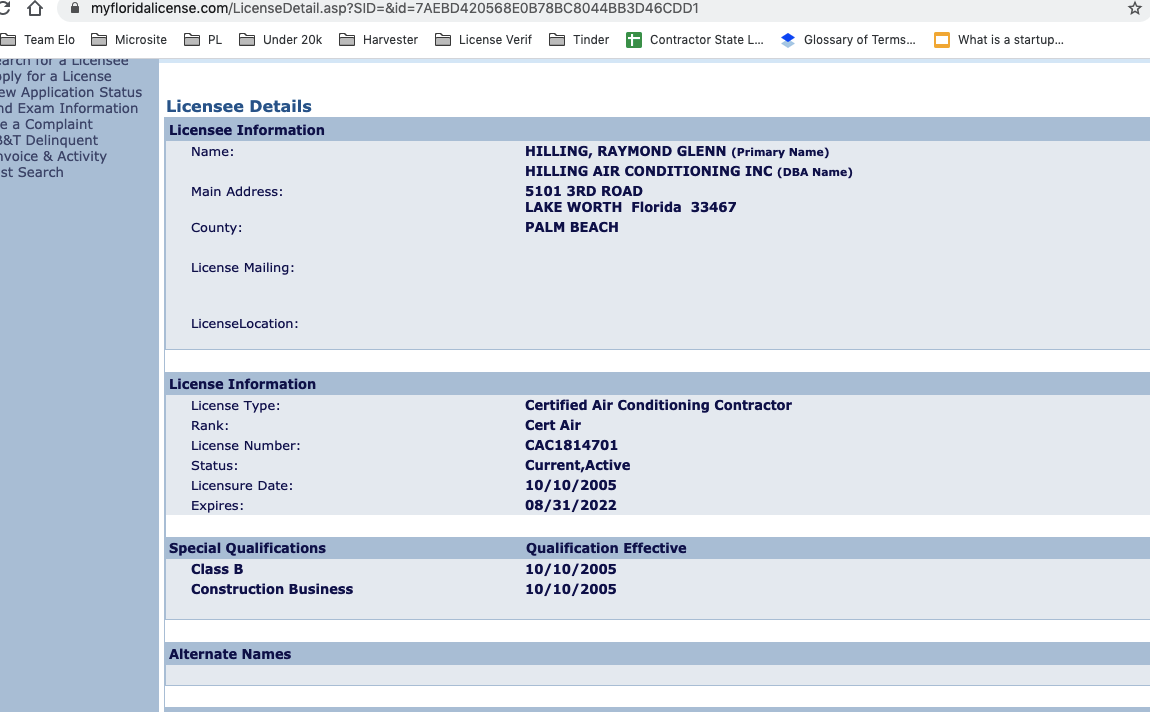 myfloridalicense.com/LicenseDetail.asp?SID=&id=7AEBD420568E0B78BC8044BB3D46CDD1
Team Elo Microsite PL Under 20k Harvester License Verif Tinder Contractor State L... Glossary of Terms... What is a startup...
earch for a Licensee
pply for a License
ew Application Status
nd Exam Information
e a Complaint
B&T Delinquent
nvoice & Activity
st Search
Licensee Details
Licensee Information
Name: HILLING, RAYMOND GLENN (Primary Name)
HILLING AIR CONDITIONING INC (DBA Name)
Main Address: 5101 3RD ROAD
LAKE WORTH Florida 33467
County: PALM BEACH
License Mailing:
LicenseLocation:
License Information
License Type: Certified Air Conditioning Contractor
Rank: Cert Air
License Number: CAC1814701
Status: Current,Active
Licensure Date: 10/10/2005
Expires: 08/31/2022
Special Qualifications Qualification Effective
Class B 10/10/2005
Construction Business 10/10/2005
Alternate Names